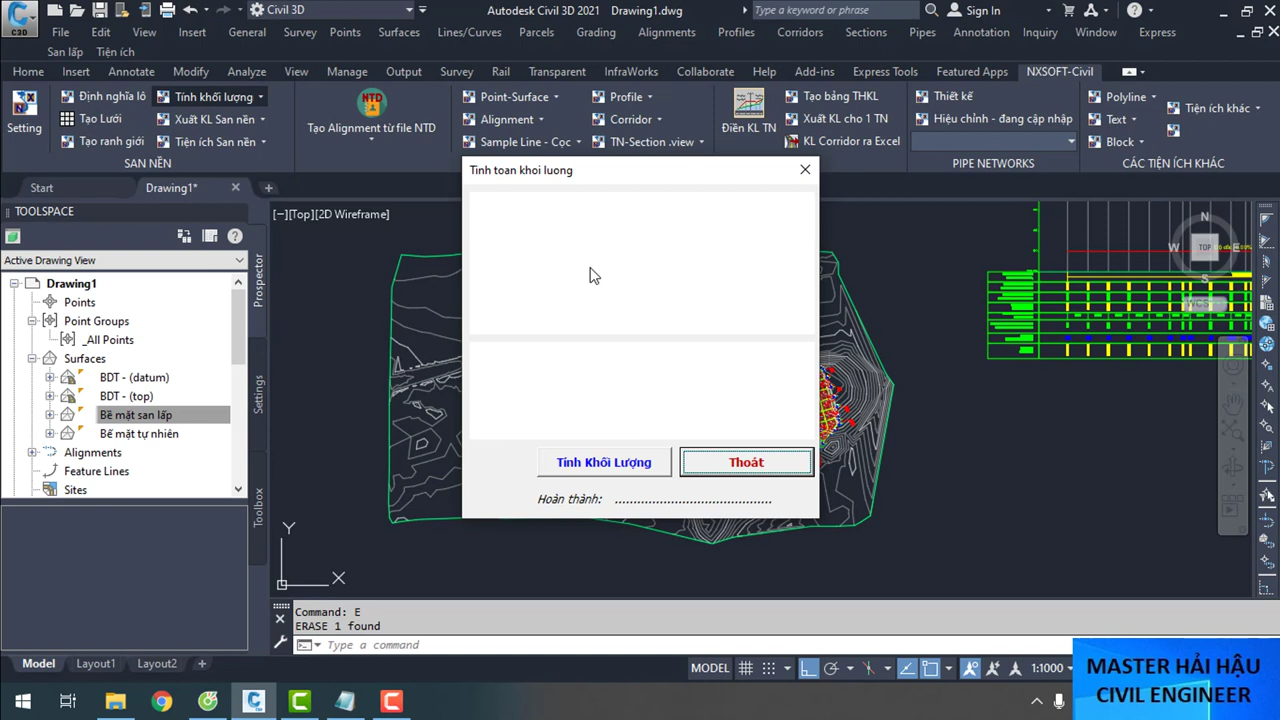 C3D
Civil 3D
Autodesk Civil 3D 2021 Drawing1.dwg
Type a keyword or phrase
Sign In
File Edit View Insert General Survey Points Surfaces Lines/Curves Parcels Grading Alignments Profiles Corridors Sections Pipes Annotation Inquiry Window Express
San lấp Tiện ích
Home Insert Annotate Modify Analyze View Manage Output Survey Rail Transparent InfraWorks Collaborate Help Add-ins Express Tools Featured Apps NXSOFT-Civil
Setting
Định nghĩa lô
Tính khối lượng
Tạo Lưới
Xuất KL San nền
Tạo ranh giới
Tiện ích San nền
SAN NỀN
NTD
Tạo Alignment từ file NTD
Point-Surface
Profile
Alignment
Corridor
Sample Line - Cọc
TN-Section .view
Điền KL TN
Tạo bảng THKL
Xuất KL cho 1 TN
KL Corridor ra Excel
Thiết kế
Hiệu chỉnh - đang cập nhập
PIPE NETWORKS
Polyline
Text
Block
Tiện ích khác
CÁC TIỆN ÍCH KHÁC
Start
Drawing1*
TOOLSPACE
Active Drawing View
Drawing1
Points
Point Groups
_All Points
Surfaces
BDT - (datum)
BDT - (top)
Bề mặt san lấp
Bế mặt tự nhiên
Alignments
Feature Lines
Sites
Prospector
Settings
Survey
Toolbox
[−][Top][2D Wireframe]
Tinh toan khoi luong
Tính Khối Lượng
Thoát
Hoàn thành: ..........................................
N
W
TOP
E
S
WCS
Y
X
Command: E
ERASE 1 found
Type a command
Model Layout1 Layout2
MODEL
1:1000
MASTER HẢI HẬU
CIVIL ENGINEER